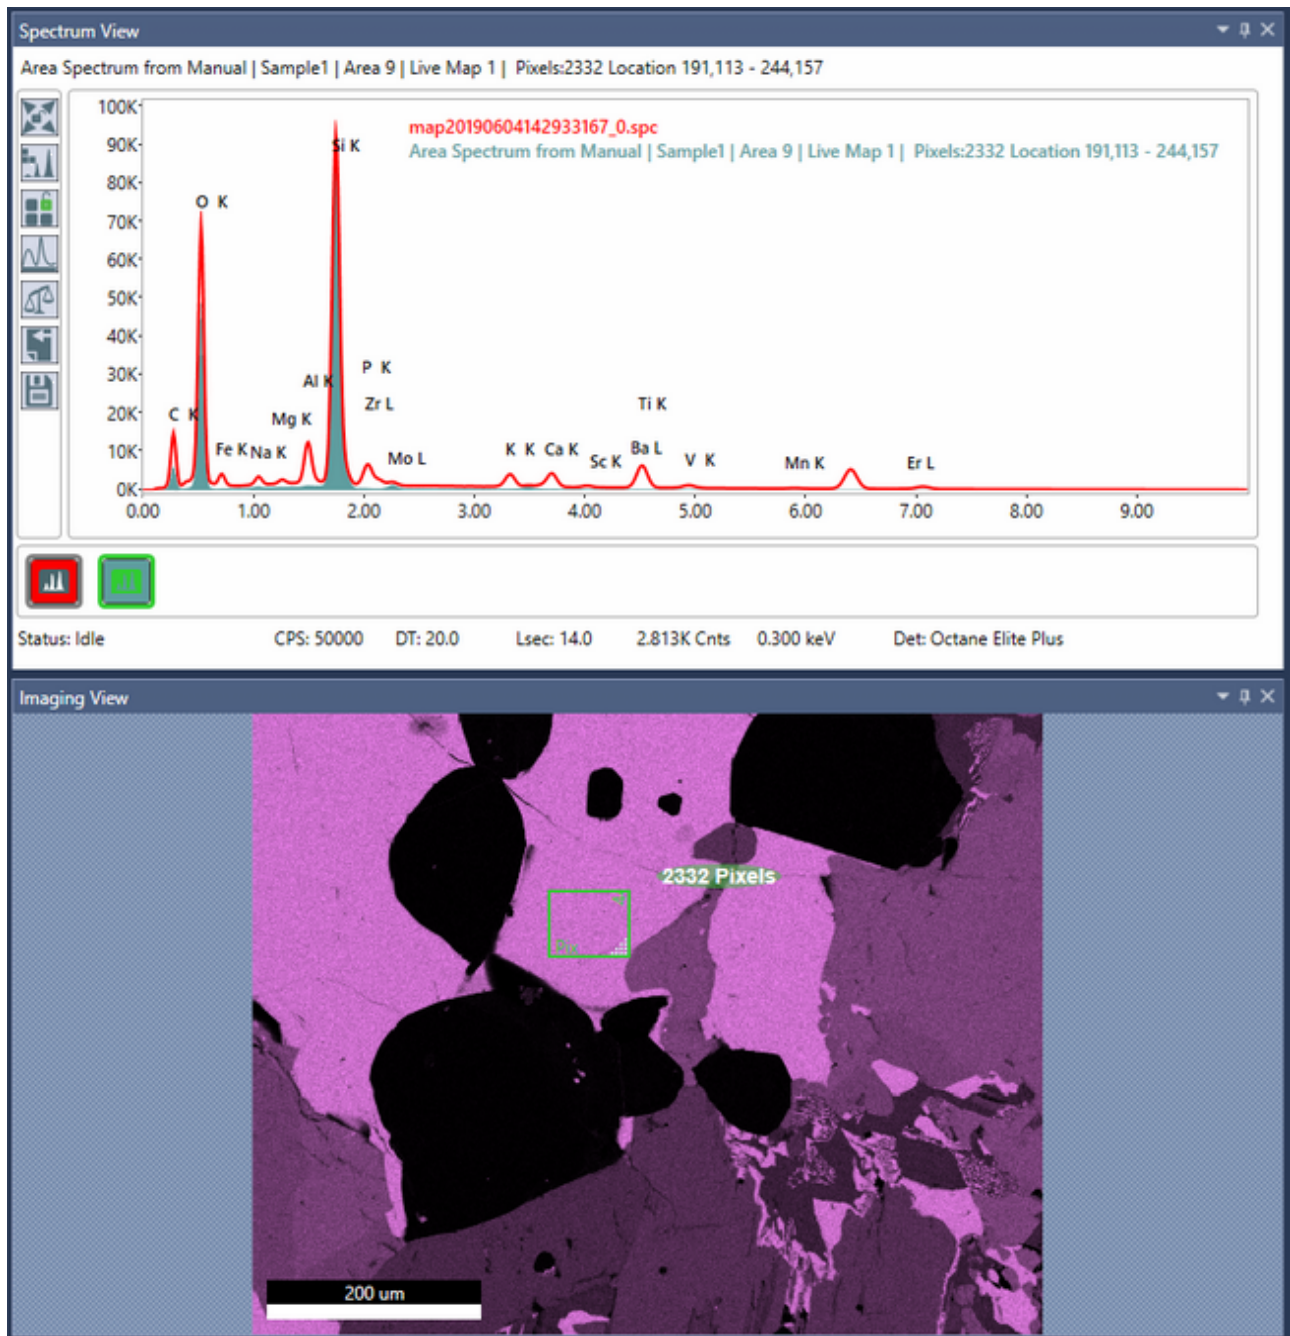 Spectrum View
Area Spectrum from Manual | Sample1 | Area 9 | Live Map 1 | Pixels:2332 Location 191,113 - 244,157
100K
90K
80K
70K
60K
50K
40K
30K
20K
10K
0K
map20190604142933167_0.spc
Area Spectrum from Manual | Sample1 | Area 9 | Live Map 1 | Pixels:2332 Location 191,113 - 244,157
Si K
O K
P K
Al K
Zr L
Ti K
C K
Mg K
Fe K
Na K
Mo L
K K
Ca K
Sc K
Ba L
V K
Mn K
Er L
0.00 1.00 2.00 3.00 4.00 5.00 6.00 7.00 8.00 9.00
Status: Idle CPS: 50000 DT: 20.0 Lsec: 14.0 2.813K Cnts 0.300 keV Det: Octane Elite Plus
Imaging View
2332 Pixels
Pix
200 um